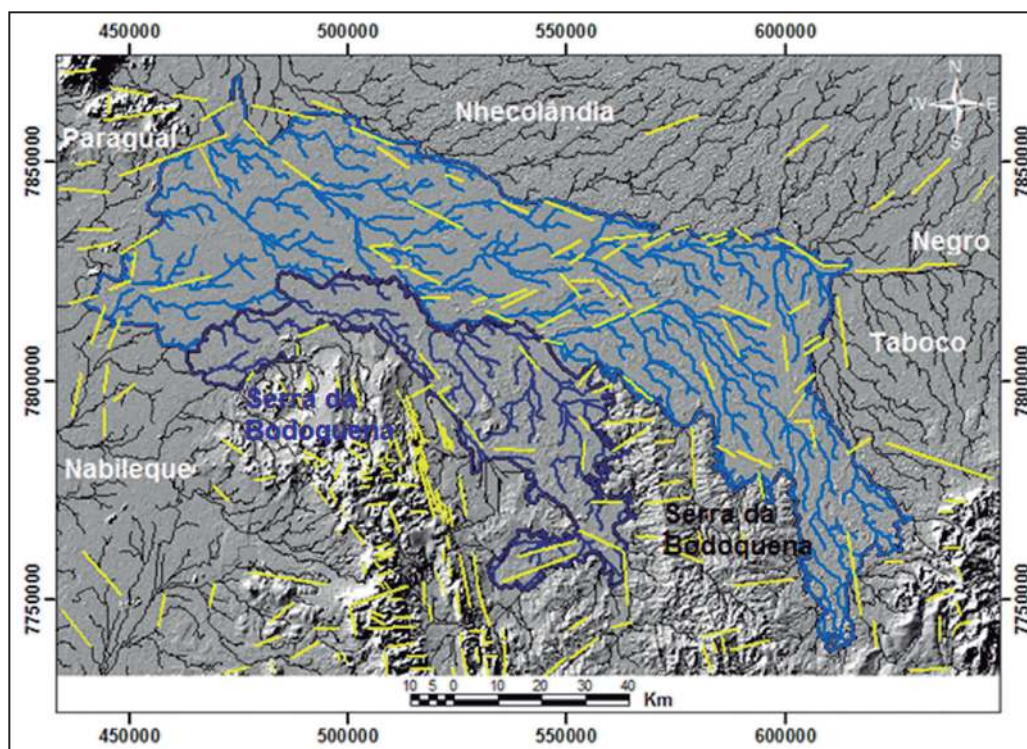 450000 500000 550000 600000
N
W E
S
Nhecolândia
Paraguai
7850000
7850000
Negro
Taboco
7800000
7800000
Serra da
Bodoquena
Nabileque
Serra da
Bodoquena
7750000
7750000
10 5 0 10 20 30 40
Km
450000 500000 550000 600000